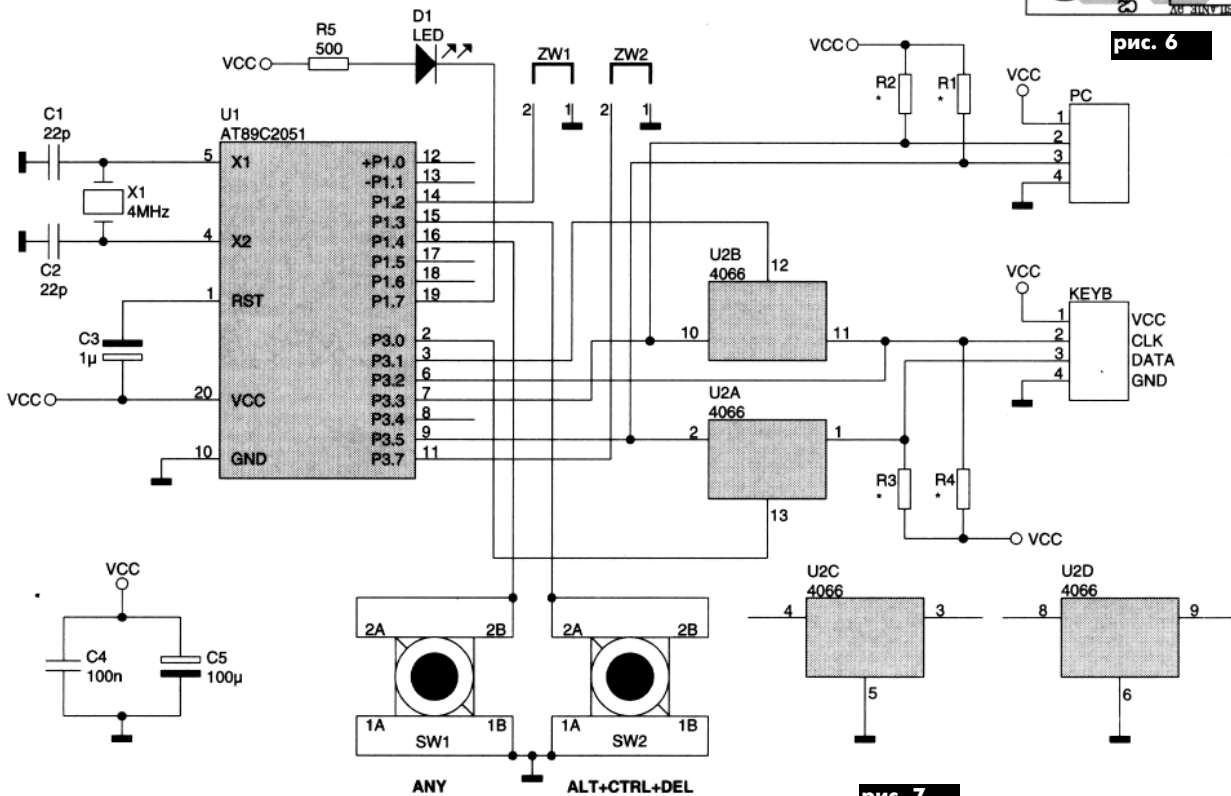 рис. 6
VCC
R5
500
D1
LED
ZW1
ZW2
2
1
2
1
VCC
R2
*
R1
*
VCC
PC
1
2
3
4
C1
22p
X1
4MHz
C2
22p
C3
1µ
VCC
U1
AT89C2051
5
X1
4
X2
1
RST
20
VCC
10
GND
+P1.0
12
-P1.1
13
P1.2
14
P1.3
15
P1.4
16
P1.5
17
P1.6
18
P1.7
19
P3.0
2
P3.1
3
P3.2
6
P3.3
7
P3.4
8
P3.5
9
P3.7
11
U2B
4066
12
10
11
U2A
4066
2
1
13
VCC
KEYB
1
VCC
2
CLK
3
DATA
4
GND
R3
*
R4
*
VCC
VCC
C4
100n
C5
100µ
2A
2B
1A
1B
SW1
ANY
2A
2B
1A
1B
SW2
ALT+CTRL+DEL
U2C
4066
4
3
5
U2D
4066
8
9
6
рис. 7